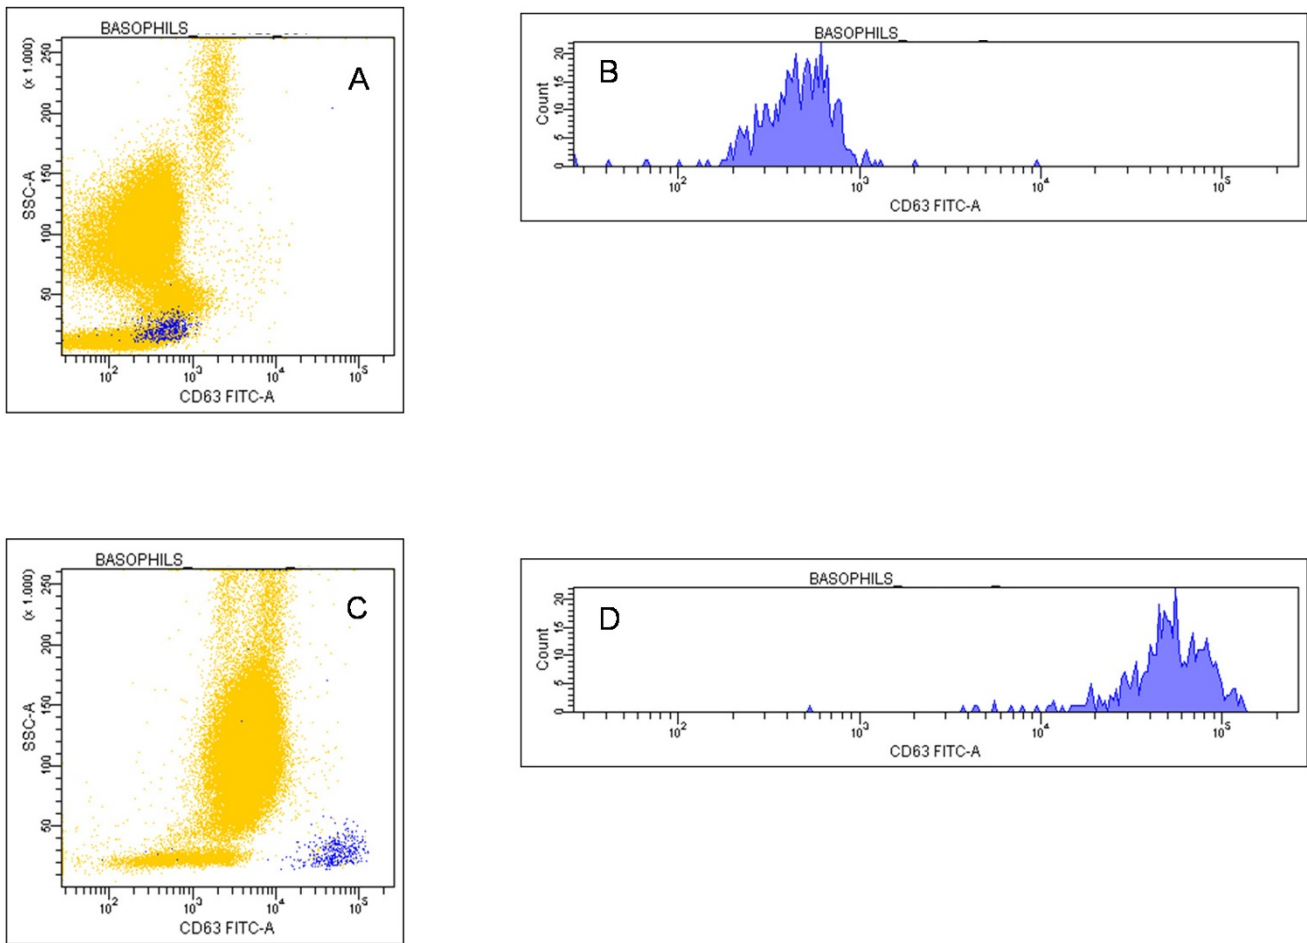 BASOPHILS_
A
(x 1.000)
250
200
150
100
50
SSC-A
10² 10³ 10⁴ 10⁵
CD63 FITC-A
BASOPHILS_ _
B
Count
20
15
10
5
0
10² 10³ 10⁴ 10⁵
CD63 FITC-A
BASOPHILS_ _
C
(x 1.000)
250
200
150
100
50
SSC-A
10² 10³ 10⁴ 10⁵
CD63 FITC-A
BASOPHILS_ _
D
Count
20
15
10
5
0
10² 10³ 10⁴ 10⁵
CD63 FITC-A